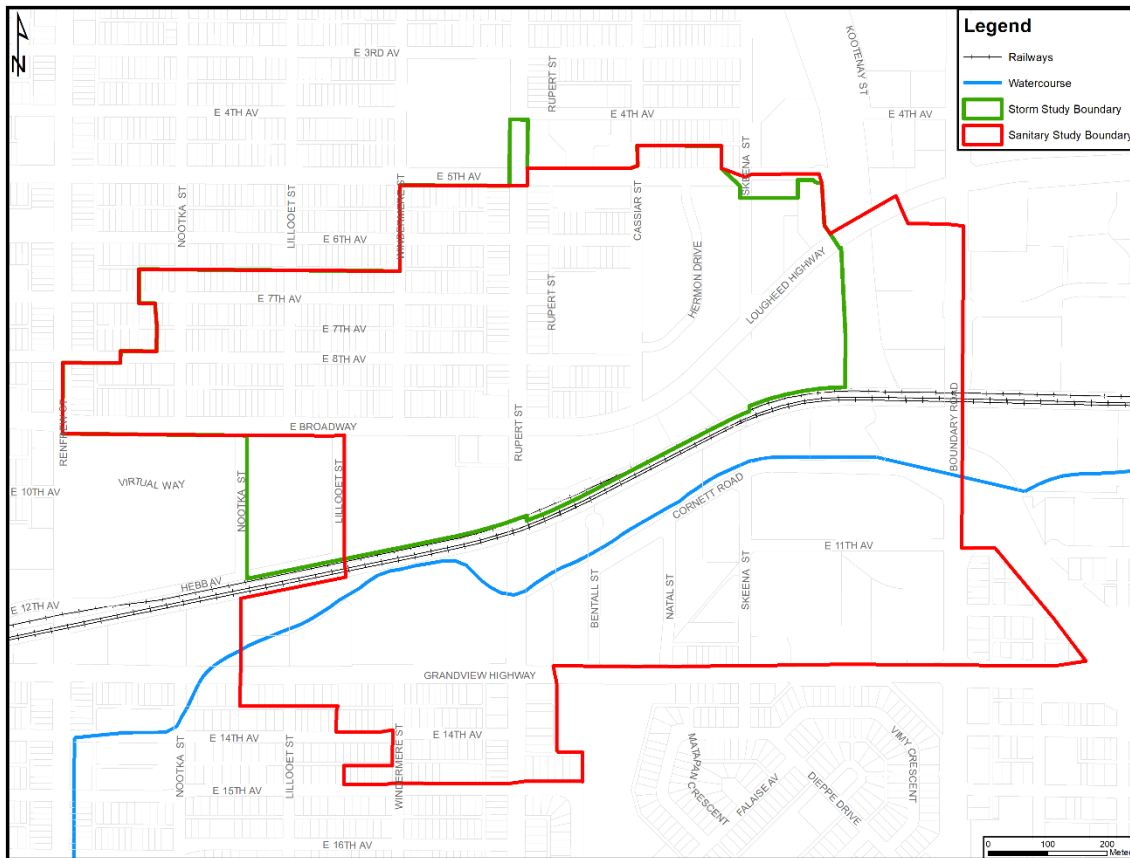 N
Legend
Railways
Watercourse
Storm Study Boundary
Sanitary Study Boundary
KOOTENAY ST
E 3RD AV
RUPERT ST
E 4TH AV
E 4TH AV
E 4TH AV
SKEENA ST
E 5TH AV
NOOTKA ST
LILLOOET ST
WINDERMERE ST
CASSIAR ST
E 6TH AV
HERMON DRIVE
LOUGHEED HIGHWAY
E 7TH AV
RUPERT ST
E 7TH AV
E 8TH AV
RENFREW ST
E BROADWAY
RUPERT ST
BOUNDARY ROAD
E 10TH AV
VIRTUAL WAY
NOOTKA ST
LILLOOET ST
CORNETT ROAD
E 11TH AV
HEBB AV
E 12TH AV
BENTALL ST
NATAL ST
SKEENA ST
GRANDVIEW HIGHWAY
NOOTKA ST
E 14TH AV
LILLOOET ST
WINDERMERE ST
E 14TH AV
MATAPAN CRESCENT
FALAISE AV
DIEPPE DRIVE
VIMY CRESCENT
E 15TH AV
E 16TH AV
0 100 200
Mete